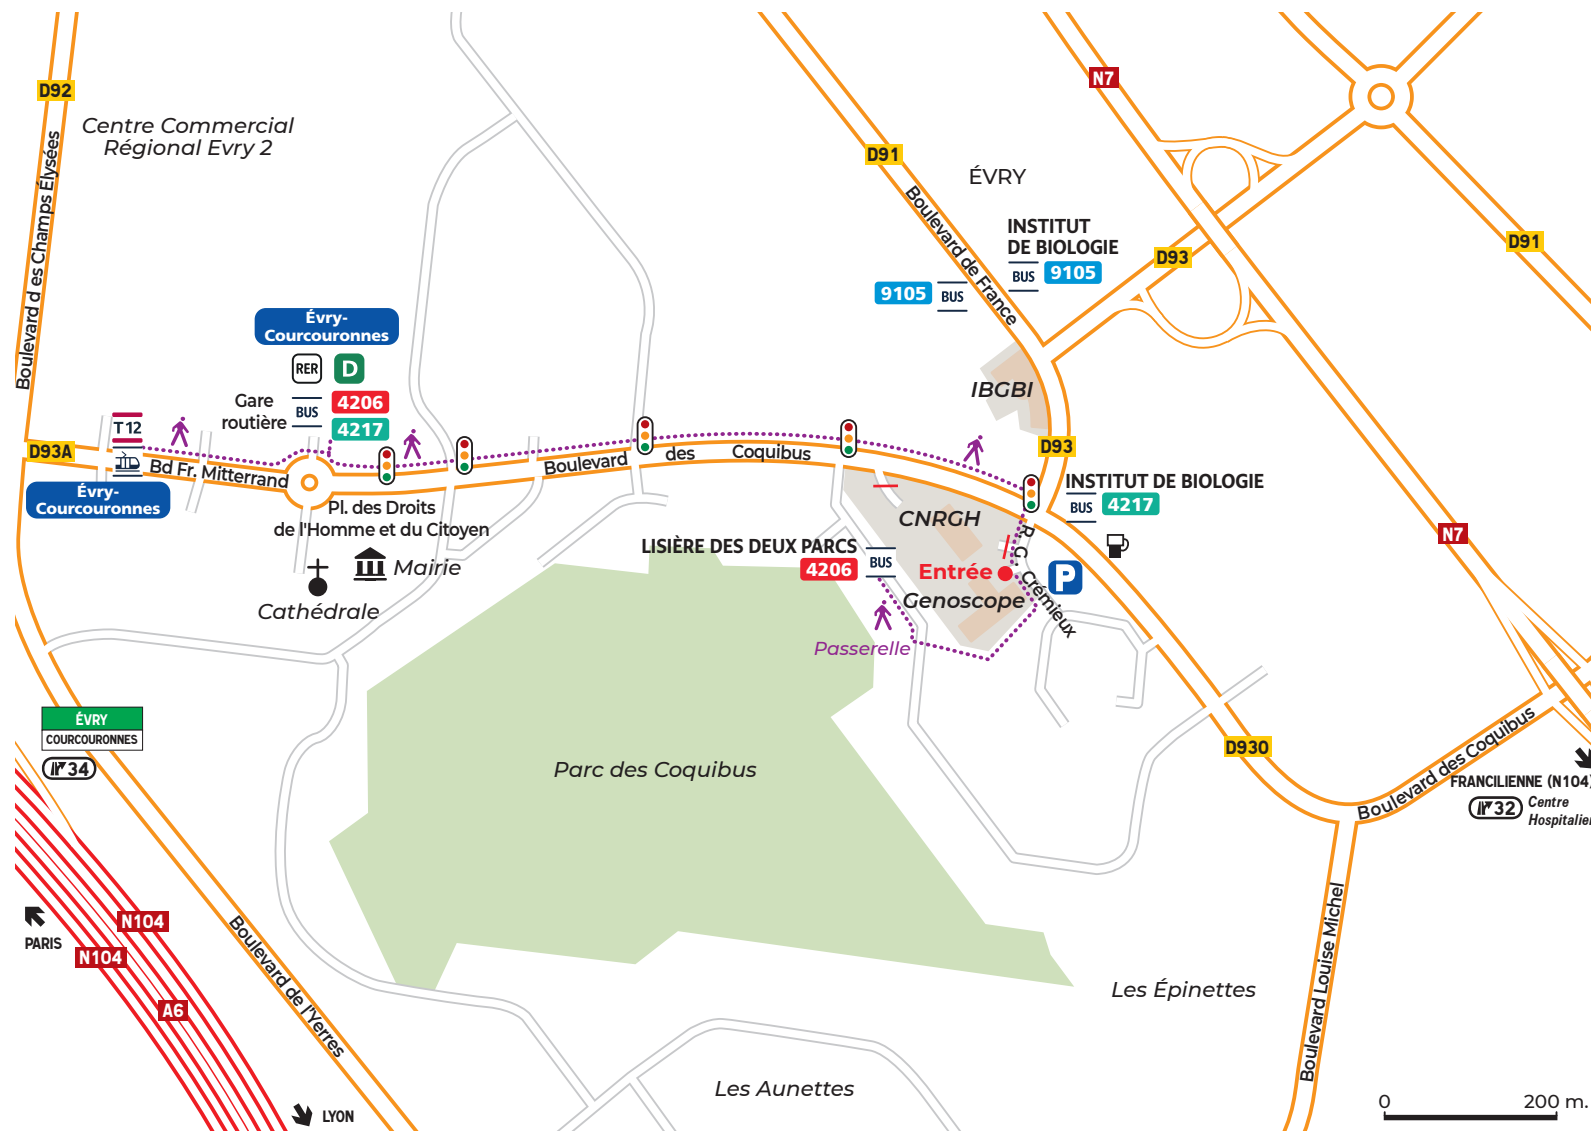 D92
Centre Commercial
Régional Evry 2
Boulevard d es Champs Élysées
N7
D91
ÉVRY
Boulevard de France
INSTITUT
DE BIOLOGIE
BUS 9105
9105 BUS
D93
D91
Évry-
Courcouronnes
RER D
Gare
routière
BUS 4206
4217
IBGBI
T12
D93A
Bd Fr. Mitterrand
Évry-
Courcouronnes
Boulevard des Coquibus
D93
Pl. des Droits
de l'Homme et du Citoyen
Mairie
Cathédrale
INSTITUT DE BIOLOGIE
BUS 4217
CNRGH
LISIÈRE DES DEUX PARCS
4206 BUS
Entrée
Genoscope
R. G. Crémieux
P
Passerelle
N7
ÉVRY
COURCOURONNES
34
Parc des Coquibus
D930
Boulevard des Coquibus
FRANCILIENNE (N104)
32 Centre
Hospitalier
PARIS
N104
N104
A6
Boulevard de l'Yerres
LYON
Les Épinettes
Boulevard Louise Michel
Les Aunettes
0 200 m.